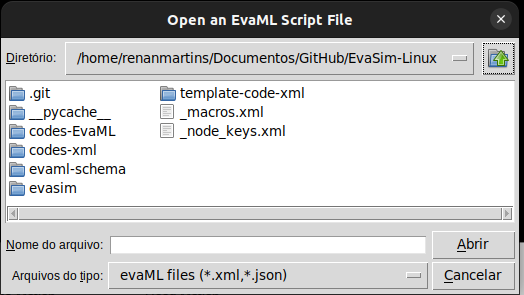 Open an EvaML Script File
Diretório: /home/renanmartins/Documentos/GitHub/EvaSim-Linux
.git
__pycache__
codes-EvaML
codes-xml
evaml-schema
evasim
template-code-xml
_macros.xml
_node_keys.xml
Nome do arquivo:
Abrir
Arquivos do tipo: evaML files (*.xml,*.json)
Cancelar